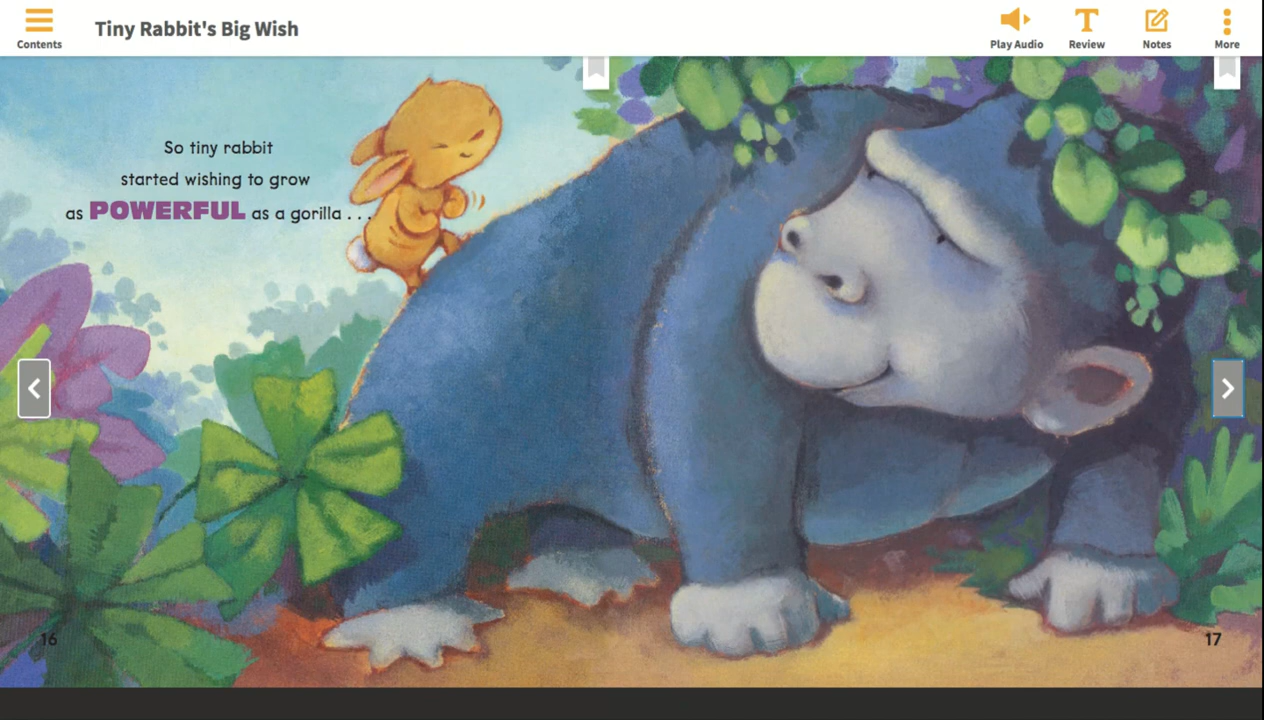 Contents
Tiny Rabbit's Big Wish
Play Audio
Review
Notes
More
So tiny rabbit
started wishing to grow
as POWERFUL as a gorilla . . .
16
17